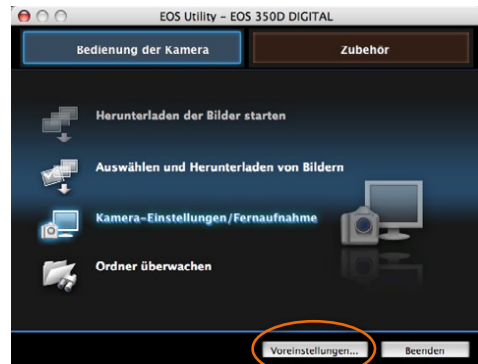 EOS Utility – EOS 350D DIGITAL
Bedienung der Kamera
Zubehör
Herunterladen der Bilder starten
Auswählen und Herunterladen von Bildern
Kamera-Einstellungen/Fernaufnahme
Ordner überwachen
Voreinstellungen...
Beenden